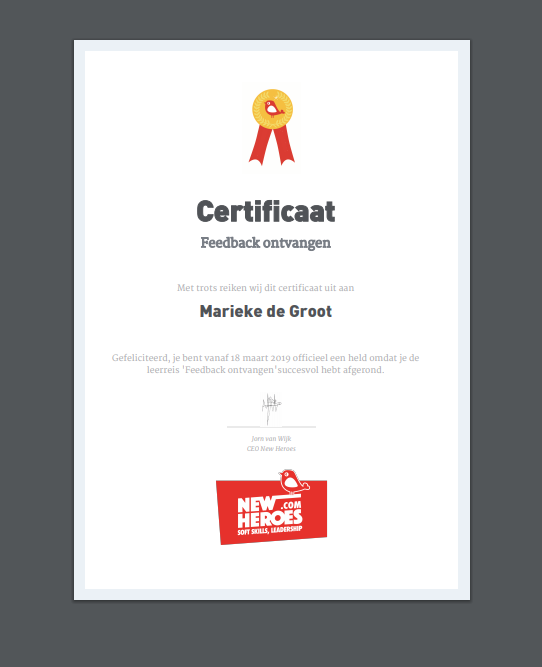 Certificaat
Feedback ontvangen
Met trots reiken wij dit certificaat uit aan
Marieke de Groot
Gefeliciteerd, je bent vanaf 18 maart 2019 officieel een held omdat je de
leerreis 'Feedback ontvangen'succesvol hebt afgerond.
Jorn van Wijk
CEO New Heroes
NEW
.COM
HEROES
SOFT SKILLS, LEADERSHIP